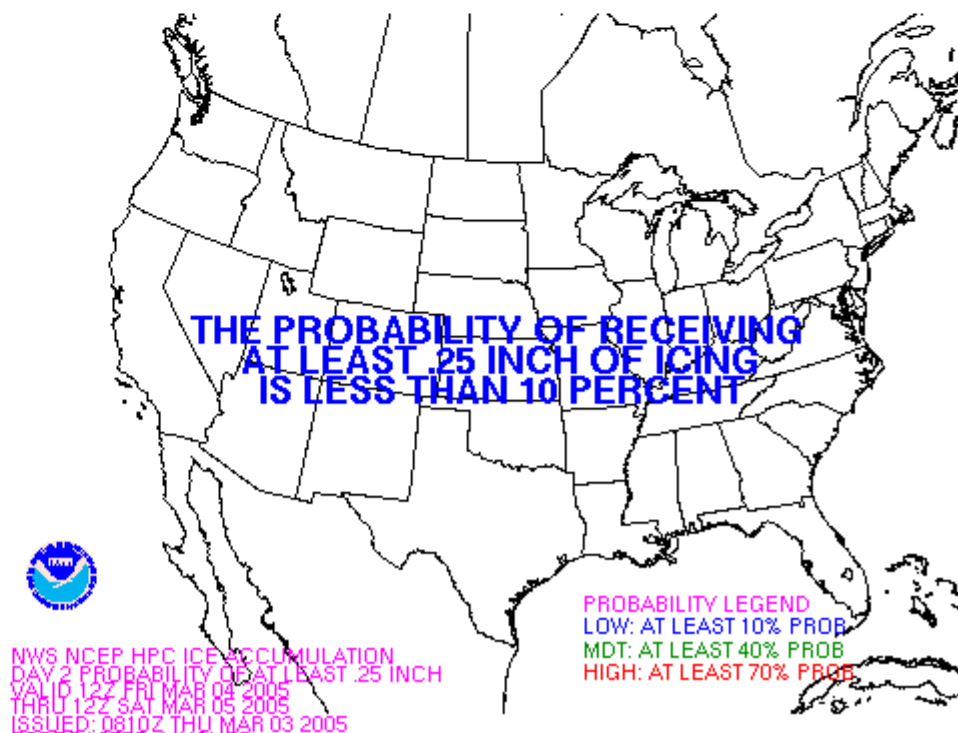 THE PROBABILITY OF RECEIVING
AT LEAST .25 INCH OF ICING
IS LESS THAN 10 PERCENT
PROBABILITY LEGEND
LOW: AT LEAST 10% PROB
MDT: AT LEAST 40% PROB
HIGH: AT LEAST 70% PROB
NWS NCEP HPC ICE ACCUMULATION
DAY 2 PROBABILITY OF AT LEAST .25 INCH
VALID 12Z FRI MAR 04 2005
THRU 12Z SAT MAR 05 2005
ISSUED: 0810Z THU MAR 03 2005